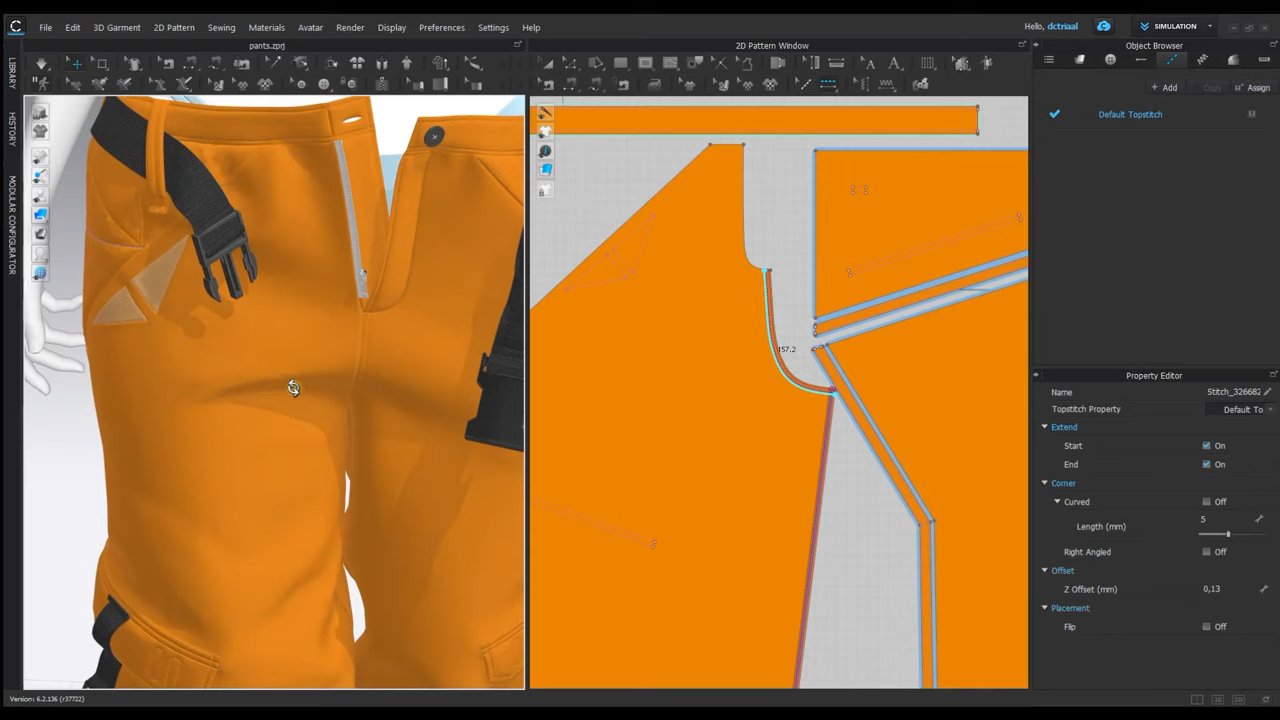 File Edit 3D Garment 2D Pattern Sewing Materials Avatar Render Display Preferences Settings Help
Hello, dctriaal
SIMULATION
pants.zprj
2D Pattern Window
Object Browser
LIBRARY
HISTORY
MODULAR CONFIGURATOR
+ Add Copy Assign
Default Topstitch
157.2
Property Editor
Name Stitch_326682
Topstitch Property Default To
Extend
Start On
End On
Corner
Curved Off
Length (mm) 5
Right Angled Off
Offset
Z Offset (mm) 0,13
Placement
Flip Off
Version: 6.2.136 (r37722)
3D 2D